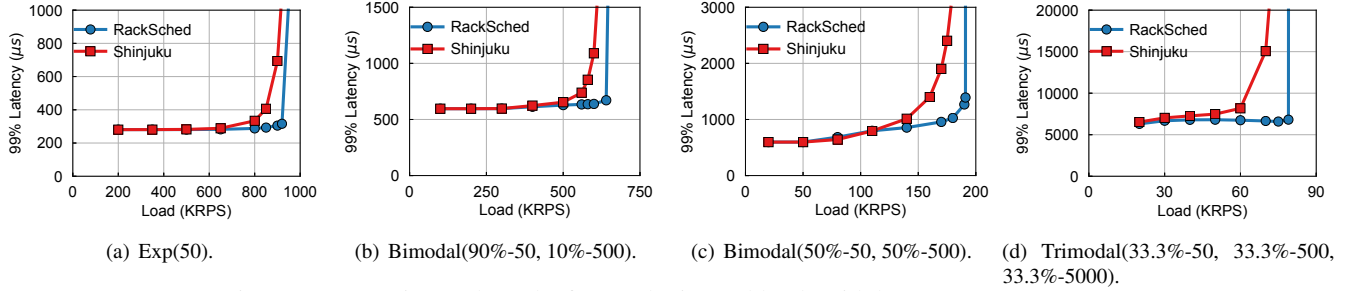 1000
800
600
400
200
0
99% Latency (μs)
RackSched
Shinjuku
0 200 400 600 800 1000
Load (KRPS)
(a) Exp(50).
1500
1000
500
0
99% Latency (μs)
RackSched
Shinjuku
0 250 500 750
Load (KRPS)
(b) Bimodal(90%-50, 10%-500).
3000
2000
1000
0
99% Latency (μs)
RackSched
Shinjuku
0 50 100 150 200
Load (KRPS)
(c) Bimodal(50%-50, 50%-500).
20000
15000
10000
5000
0
99% Latency (μs)
RackSched
Shinjuku
0 30 60 90
Load (KRPS)
(d) Trimodal(33.3%-50, 33.3%-500,
33.3%-5000).